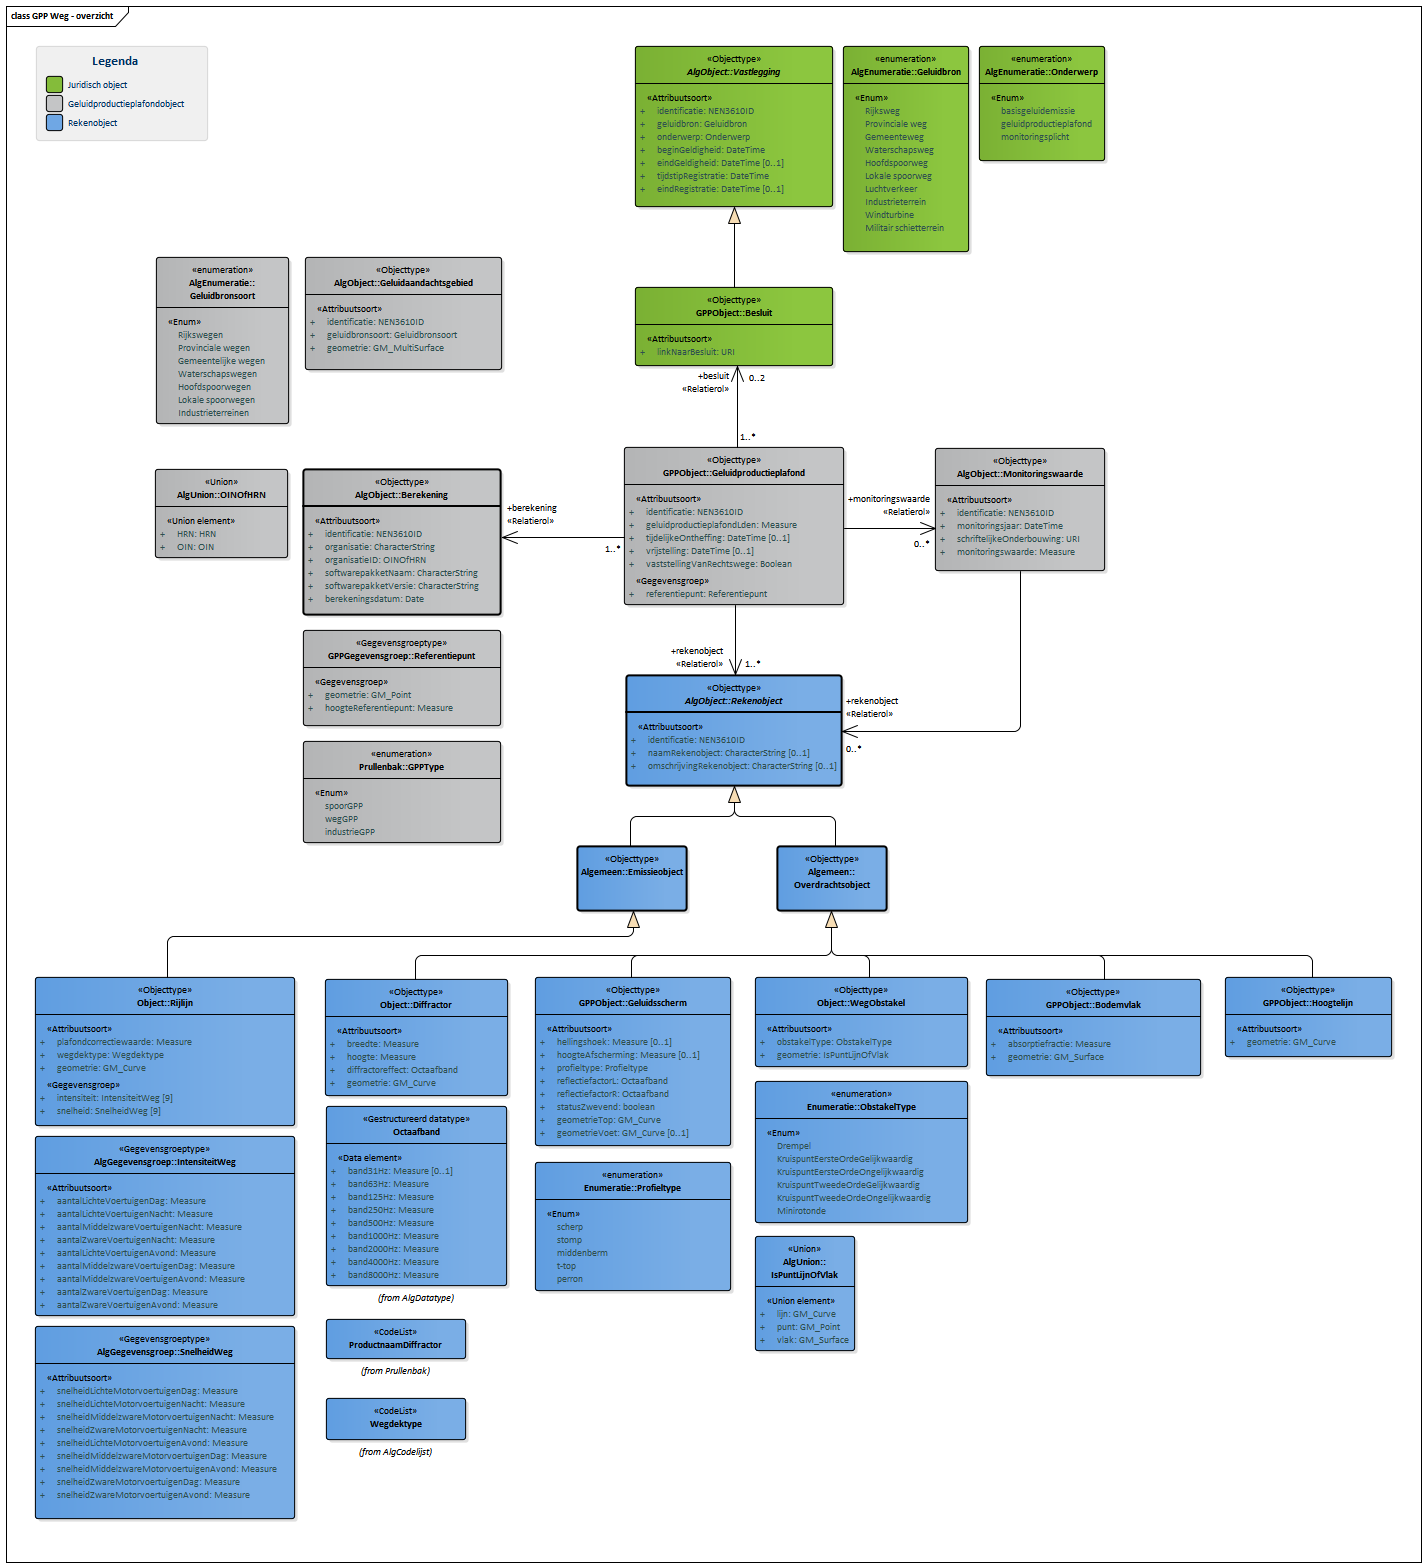 class GPP Weg - overzicht
Legenda
Juridisch object
Geluidproductieplafondobject
Rekenobject
«Objecttype»
AlgObject::Vastlegging
«Attribuutsoort»
+ identificatie: NEN3610ID
+ geluidbron: Geluidbron
+ onderwerp: Onderwerp
+ beginGeldigheid: DateTime
+ eindGeldigheid: DateTime [0..1]
+ tijdstipRegistratie: DateTime
+ eindRegistratie: DateTime [0..1]
«enumeration»
AlgEnumeratie::Geluidbron
«Enum»
Rijksweg
Provinciale weg
Gemeenteweg
Waterschapsweg
Hoofdspoorweg
Lokale spoorweg
Luchtverkeer
Industrieterrein
Windturbine
Militair schietterrein
«enumeration»
AlgEnumeratie::Onderwerp
«Enum»
basisgeluidemissie
geluidproductieplafond
monitoringsplicht
«enumeration»
AlgEnumeratie::
Geluidbronsoort
«Enum»
Rijkswegen
Provinciale wegen
Gemeentelijke wegen
Waterschapswegen
Hoofdspoorwegen
Lokale spoorwegen
Industrieterreinen
«Objecttype»
AlgObject::Geluidaandachtsgebied
«Attribuutsoort»
+ identificatie: NEN3610ID
+ geluidbronsoort: Geluidbronsoort
+ geometrie: GM_MultiSurface
«Objecttype»
GPPObject::Besluit
«Attribuutsoort»
+ linkNaarBesluit: URI
+besluit
«Relatierol»
0..2
1..*
«Union»
AlgUnion::OINOfHRN
«Union element»
+ HRN: HRN
+ OIN: OIN
«Objecttype»
AlgObject::Berekening
«Attribuutsoort»
+ identificatie: NEN3610ID
+ organisatie: CharacterString
+ organisatieID: OINOfHRN
+ softwarepakketNaam: CharacterString
+ softwarepakketVersie: CharacterString
+ berekeningsdatum: Date
+berekening
«Relatierol»
1..*
«Objecttype»
GPPObject::Geluidproductieplafond
«Attribuutsoort»
+ identificatie: NEN3610ID
+ geluidproductieplafondLden: Measure
+ tijdelijkeOntheffing: DateTime [0..1]
+ vrijstelling: DateTime [0..1]
+ vaststellingVanRechtswege: Boolean
«Gegevensgroep»
+ referentiepunt: Referentiepunt
+monitoringswaarde
«Relatierol»
0..*
«Objecttype»
AlgObject::Monitoringswaarde
«Attribuutsoort»
+ identificatie: NEN3610ID
+ monitoringsjaar: DateTime
+ schriftelijkeOnderbouwing: URI
+ monitoringswaarde: Measure
«Gegevensgroeptype»
GPPGegevensgroep::Referentiepunt
«Gegevensgroep»
+ geometrie: GM_Point
+ hoogteReferentiepunt: Measure
+rekenobject
«Relatierol»
1..*
«Objecttype»
AlgObject::Rekenobject
«Attribuutsoort»
+ identificatie: NEN3610ID
+ naamRekenobject: CharacterString [0..1]
+ omschrijvingRekenobject: CharacterString [0..1]
+rekenobject
«Relatierol»
0..*
«enumeration»
Prullenbak::GPPType
«Enum»
spoorGPP
wegGPP
industrieGPP
«Objecttype»
Algemeen::Emissieobject
«Objecttype»
Algemeen::
Overdrachtsobject
«Objecttype»
Object::Rijlijn
«Attribuutsoort»
+ plafondcorrectiewaarde: Measure
+ wegdektype: Wegdektype
+ geometrie: GM_Curve
«Gegevensgroep»
+ intensiteit: IntensiteitWeg [9]
+ snelheid: SnelheidWeg [9]
«Objecttype»
Object::Diffractor
«Attribuutsoort»
+ breedte: Measure
+ hoogte: Measure
+ diffractoreffect: Octaafband
+ geometrie: GM_Curve
«Objecttype»
GPPObject::Geluidsscherm
«Attribuutsoort»
+ hellingshoek: Measure [0..1]
+ hoogteAfscherming: Measure [0..1]
+ profieltype: Profieltype
+ reflectiefactorL: Octaafband
+ reflectiefactorR: Octaafband
+ statusZwevend: boolean
+ geometrieTop: GM_Curve
+ geometrieVoet: GM_Curve [0..1]
«Objecttype»
Object::WegObstakel
«Attribuutsoort»
+ obstakelType: ObstakelType
+ geometrie: IsPuntLijnOfVlak
«Objecttype»
GPPObject::Bodemvlak
«Attribuutsoort»
+ absorptiefractie: Measure
+ geometrie: GM_Surface
«Objecttype»
GPPObject::Hoogtelijn
«Attribuutsoort»
+ geometrie: GM_Curve
«Gegevensgroeptype»
AlgGegevensgroep::IntensiteitWeg
«Attribuutsoort»
+ aantalLichteVoertuigenDag: Measure
+ aantalLichteVoertuigenNacht: Measure
+ aantalMiddelzwareVoertuigenNacht: Measure
+ aantalZwareVoertuigenNacht: Measure
+ aantalLichteVoertuigenAvond: Measure
+ aantalMiddelzwareVoertuigenDag: Measure
+ aantalMiddelzwareVoertuigenAvond: Measure
+ aantalZwareVoertuigenDag: Measure
+ aantalZwareVoertuigenAvond: Measure
«Gestructureerd datatype»
Octaafband
«Data element»
+ band31Hz: Measure [0..1]
+ band63Hz: Measure
+ band125Hz: Measure
+ band250Hz: Measure
+ band500Hz: Measure
+ band1000Hz: Measure
+ band2000Hz: Measure
+ band4000Hz: Measure
+ band8000Hz: Measure
(from AlgDatatype)
«enumeration»
Enumeratie::Profieltype
«Enum»
scherp
stomp
middenberm
t-top
perron
«enumeration»
Enumeratie::ObstakelType
«Enum»
Drempel
KruispuntEersteOrdeGelijkwaardig
KruispuntEersteOrdeOngelijkwaardig
KruispuntTweedeOrdeGelijkwaardig
KruispuntTweedeOrdeOngelijkwaardig
Minirotonde
«Union»
AlgUnion::
IsPuntLijnOfVlak
«Union element»
+ lijn: GM_Curve
+ punt: GM_Point
+ vlak: GM_Surface
«Gegevensgroeptype»
AlgGegevensgroep::SnelheidWeg
«Attribuutsoort»
+ snelheidLichteMotorvoertuigenDag: Measure
+ snelheidLichteMotorvoertuigenNacht: Measure
+ snelheidMiddelzwareMotorvoertuigenNacht: Measure
+ snelheidZwareMotorvoertuigenNacht: Measure
+ snelheidLichteMotorvoertuigenAvond: Measure
+ snelheidMiddelzwareMotorvoertuigenDag: Measure
+ snelheidMiddelzwareMotorvoertuigenAvond: Measure
+ snelheidZwareMotorvoertuigenDag: Measure
+ snelheidZwareMotorvoertuigenAvond: Measure
«CodeList»
ProductnaamDiffractor
(from Prullenbak)
«CodeList»
Wegdektype
(from AlgCodelijst)